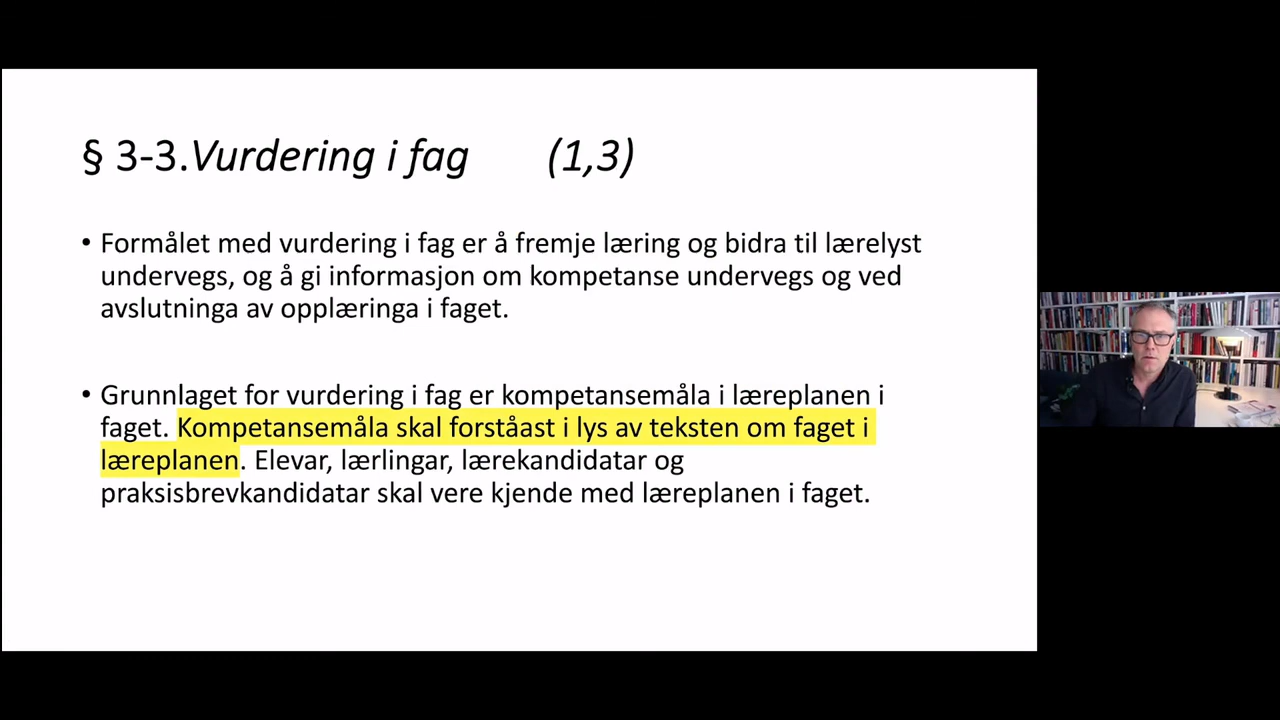 § 3-3.Vurdering i fag (1,3)
• Formålet med vurdering i fag er å fremje læring og bidra til lærelyst
undervegs, og å gi informasjon om kompetanse undervegs og ved
avslutninga av opplæringa i faget.
• Grunnlaget for vurdering i fag er kompetansemåla i læreplanen i
faget. Kompetansemåla skal forståast i lys av teksten om faget i
læreplanen. Elevar, lærlingar, lærekandidatar og
praksisbrevkandidatar skal vere kjende med læreplanen i faget.